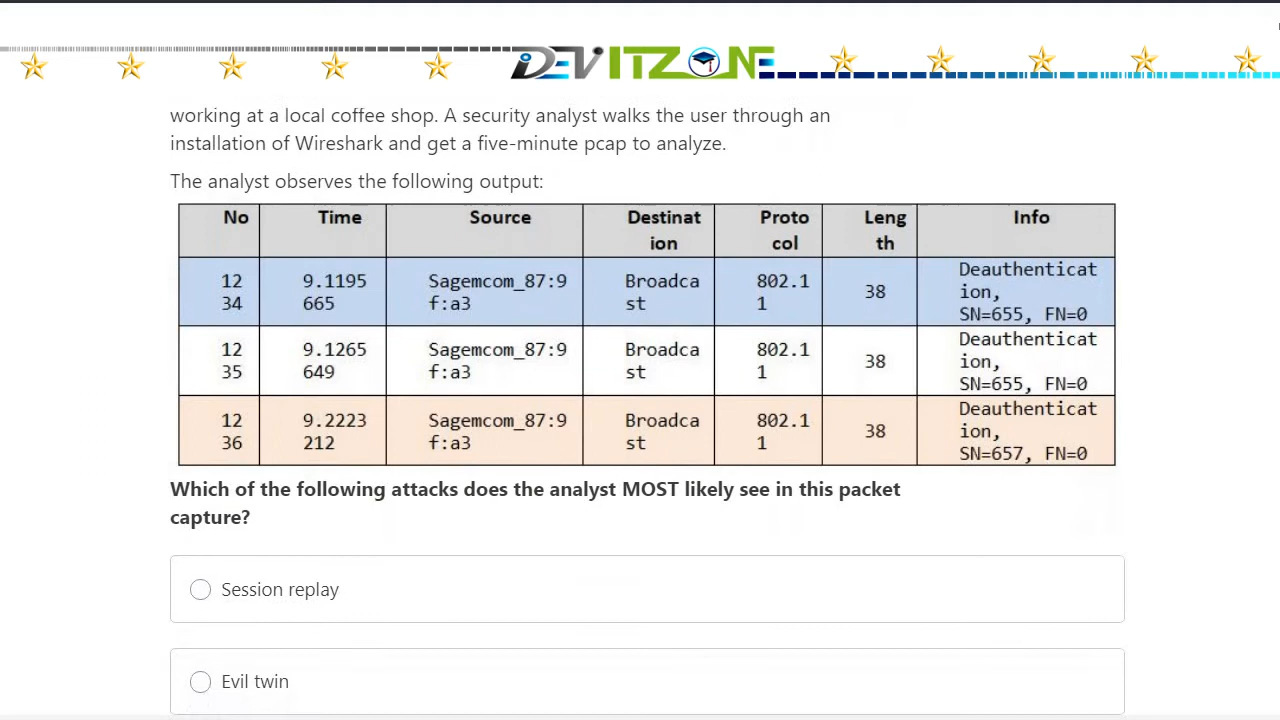 DEV ITZONE
working at a local coffee shop. A security analyst walks the user through an
installation of Wireshark and get a five-minute pcap to analyze.
The analyst observes the following output:
No Time Source Destinat Proto Leng Info
ion col th
12 9.1195 Sagemcom_87:9 Broadca 802.1 38 Deauthenticat
34 665 f:a3 st 1 ion,
SN=655, FN=0
12 9.1265 Sagemcom_87:9 Broadca 802.1 38 Deauthenticat
35 649 f:a3 st 1 ion,
SN=655, FN=0
12 9.2223 Sagemcom_87:9 Broadca 802.1 38 Deauthenticat
36 212 f:a3 st 1 ion,
SN=657, FN=0
Which of the following attacks does the analyst MOST likely see in this packet
capture?
Session replay
Evil twin